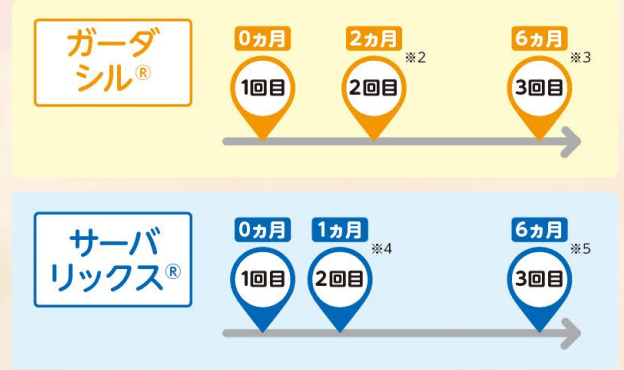 ガーダ
シル®
0ヵ月
2ヵ月
※2
6ヵ月
※3
1回目
2回目
3回目
サーバ
リックス®
0ヵ月
1ヵ月
※4
6ヵ月
※5
1回目
2回目
3回目